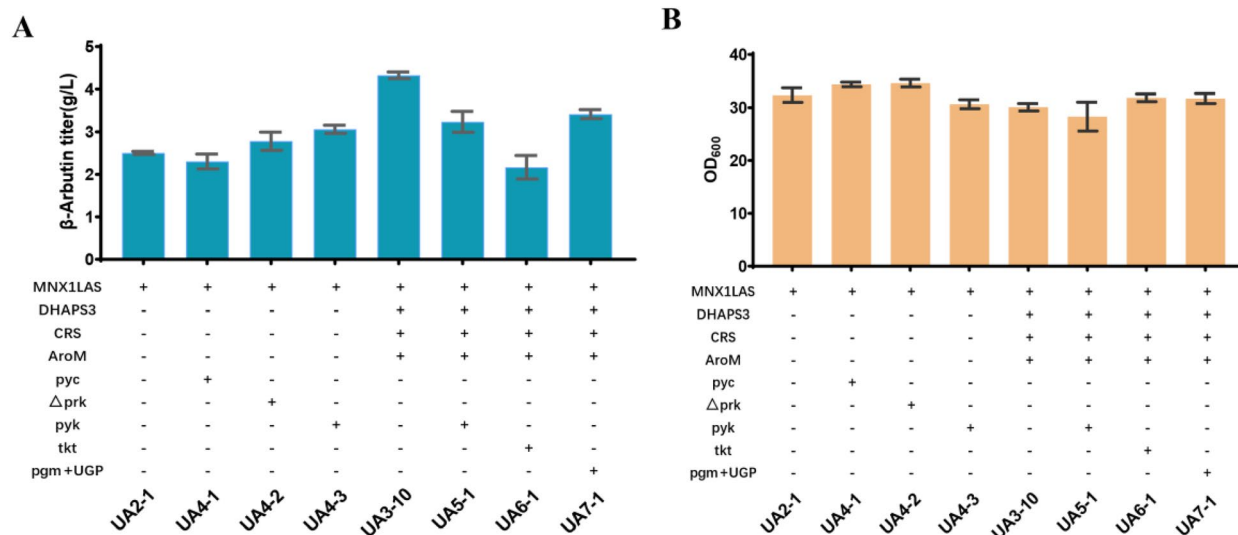 A
β-Arbutin titer(g/L)
5
4
3
2
1
0
MNX1LAS + + + + + + + +
DHAPS3 - - - - + + + +
CRS - - - - + + + +
AroM - - - - + + + +
pyc - + - - - - - -
△prk - - + - - - - -
pyk - - - + - + - -
tkt - - - - - - + -
pgm+UGP - - - - - - - +
UA2-1 UA4-1 UA4-2 UA4-3 UA3-10 UA5-1 UA6-1 UA7-1
B
OD600
40
30
20
10
0
MNX1LAS + + + + + + + +
DHAPS3 - - - - + + + +
CRS - - - - + + + +
AroM - - - - + + + +
pyc - + - - - - - -
△prk - - + - - - - -
pyk - - - + - + - -
tkt - - - - - - + -
pgm+UGP - - - - - - - +
UA2-1 UA4-1 UA4-2 UA4-3 UA3-10 UA5-1 UA6-1 UA7-1